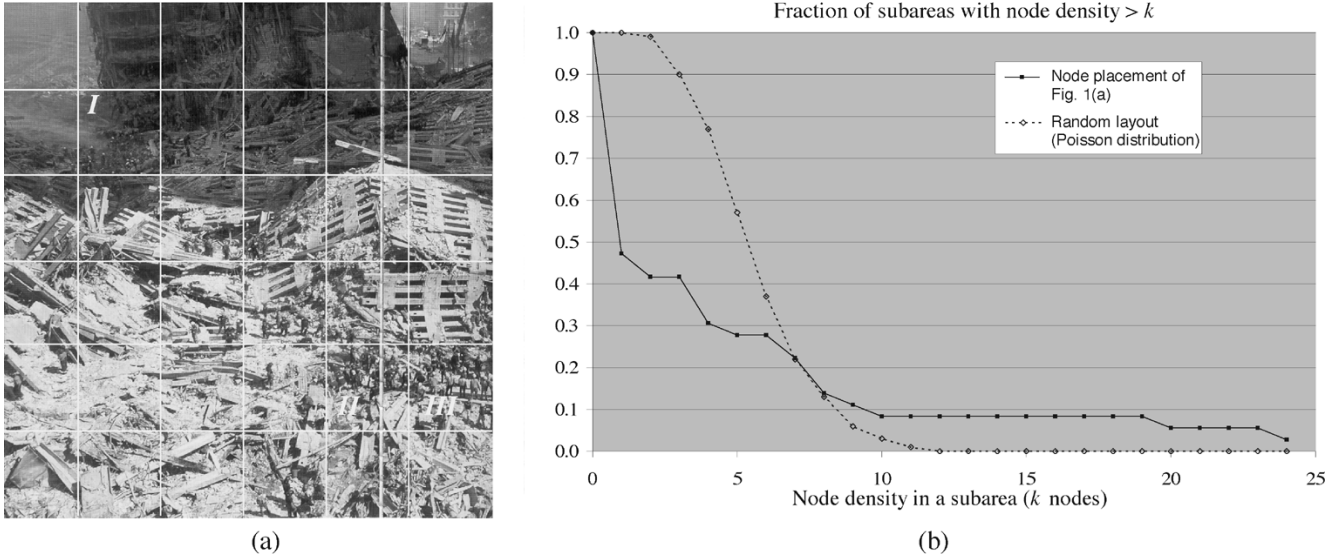 I
II
III
(a)
Fraction of subareas with node density > k
1.0
0.9
0.8
0.7
0.6
0.5
0.4
0.3
0.2
0.1
0.0
0
5
10
15
20
25
Node placement of
Fig. 1(a)
Random layout
(Poisson distribution)
Node density in a subarea (k nodes)
(b)